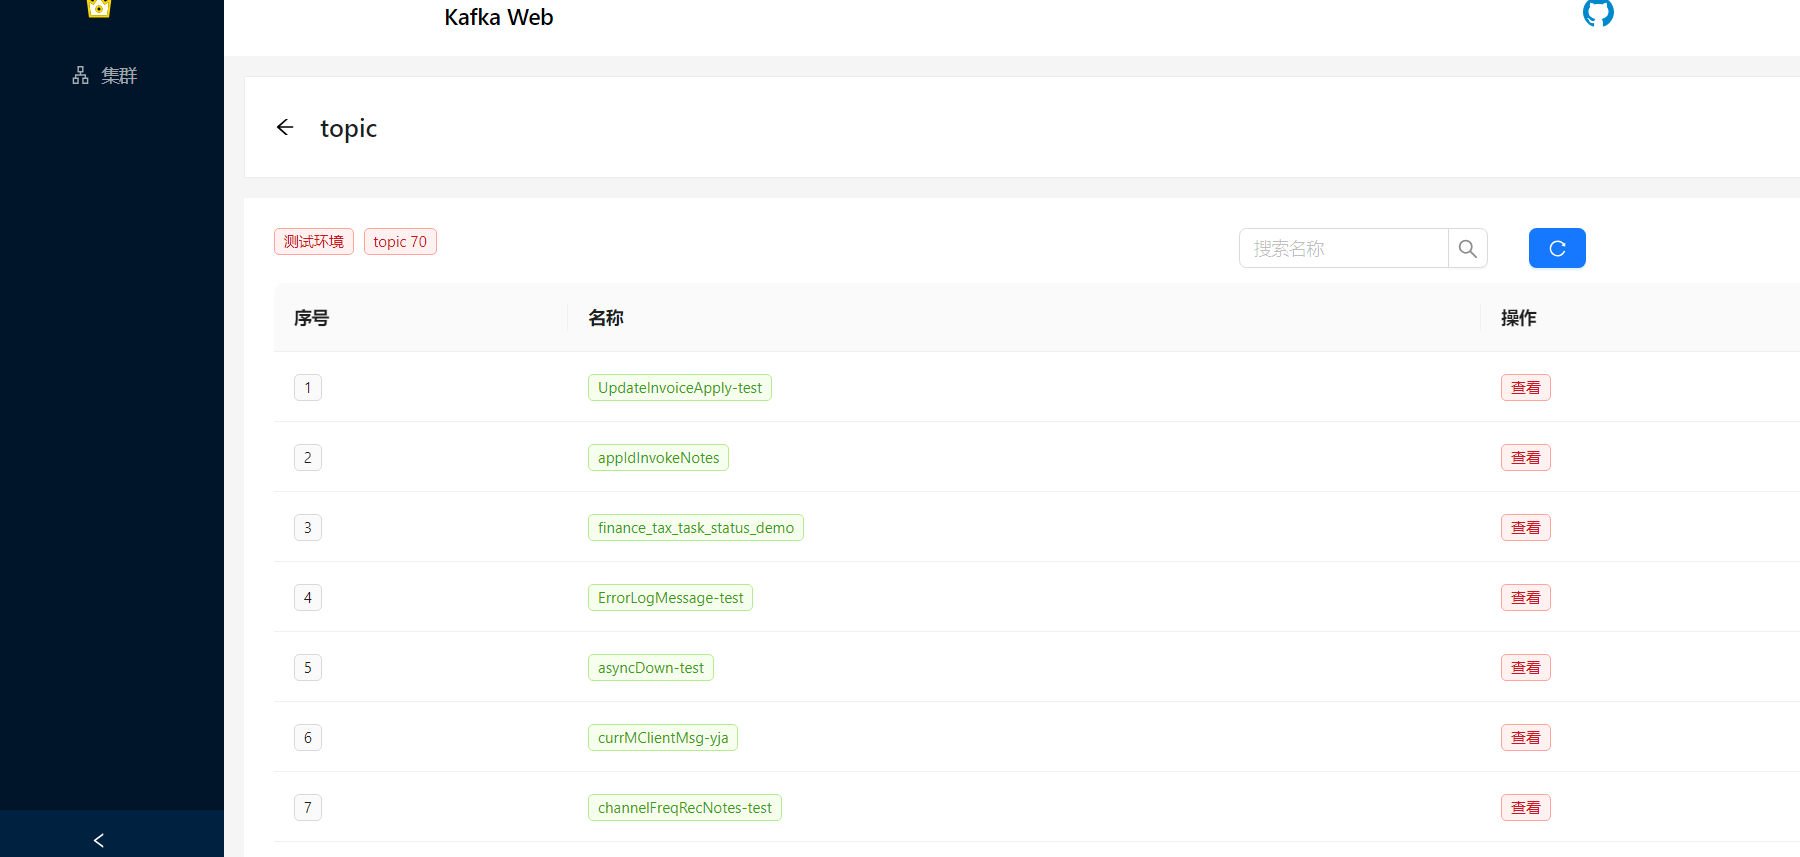 Kafka Web
集群
topic
测试环境 topic 70 搜索名称
序号 名称 操作
1 UpdateInvoiceApply-test 查看
2 appIdInvokeNotes 查看
3 finance_tax_task_status_demo 查看
4 ErrorLogMessage-test 查看
5 asyncDown-test 查看
6 currMClientMsg-yja 查看
7 channelFreqRecNotes-test 查看